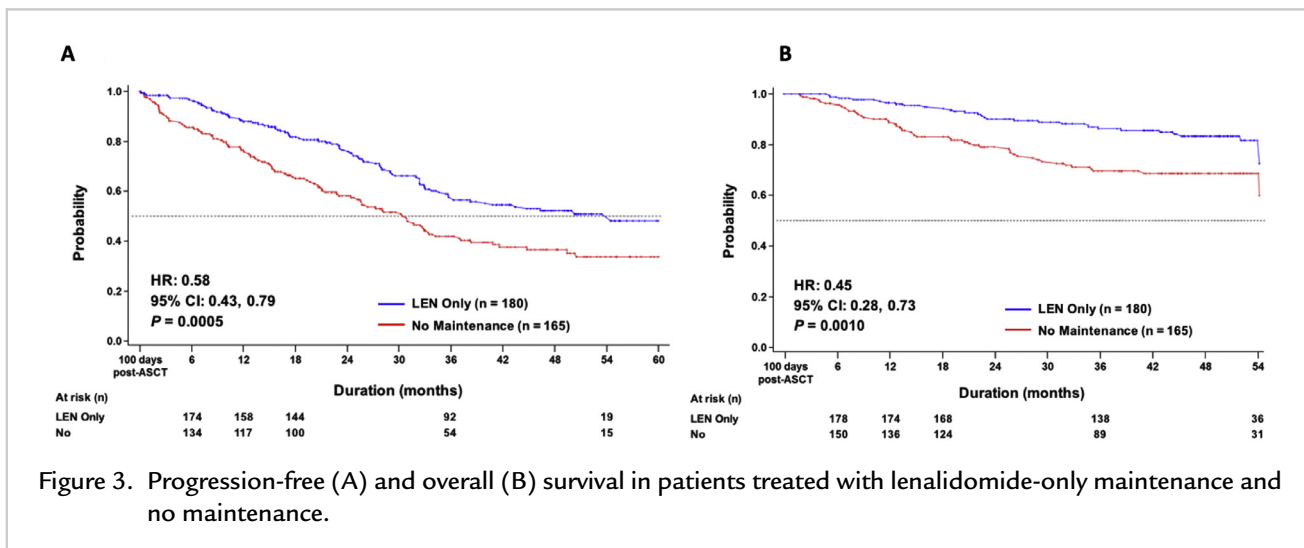 A
1.0
0.8
0.6
0.4
0.2
0.0
Probability
HR: 0.58
95% CI: 0.43, 0.79
P = 0.0005
LEN Only (n = 180)
No Maintenance (n = 165)
100 days post-ASCT 6 12 18 24 30 36 42 48 54 60
Duration (months)
At risk (n)
LEN Only 174 158 144 92 19
No 134 117 100 54 15
B
1.0
0.8
0.6
0.4
0.2
0.0
Probability
HR: 0.45
95% CI: 0.28, 0.73
P = 0.0010
LEN Only (n = 180)
No Maintenance (n = 165)
100 days post-ASCT 6 12 18 24 30 36 42 48 54
Duration (months)
At risk (n)
LEN Only 178 174 168 138 36
No 150 136 124 89 31
Figure 3. Progression-free (A) and overall (B) survival in patients treated with lenalidomide-only maintenance and
no maintenance.